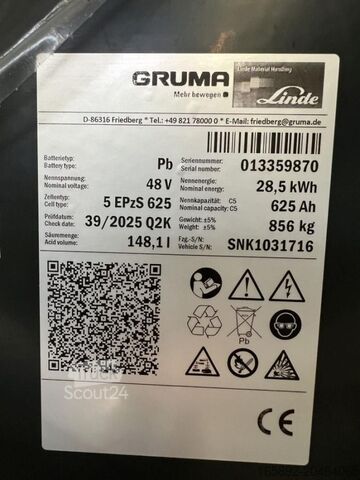 GRUMA
Mehr bewegen
Linde Material Handling
Linde
D-86316 Friedberg * Tel.: +49 821 78000 0 * E-Mail: friedberg@gruma.de
Batterietyp: Battery type: Pb
Seriennummer: Serial number: 013359870
Nennspannung: Nominal voltage: 48 V
Nennenergie: Nominal energy: 28,5 kWh
Zellentyp: Cell type: 5 EPzS 625
Nennkapazität: C5 Nominal capacity: C5 625 Ah
Prüfdatum: Check date: 39/2025 Q2K
Gewicht: ±5% Weight: ±5% 856 kg
Säuremenge: Acid volume: 148,1 l
Fzg.-S/N: Vehicle S/N: SNK1031716
Pb
Truck
Scout24
CE